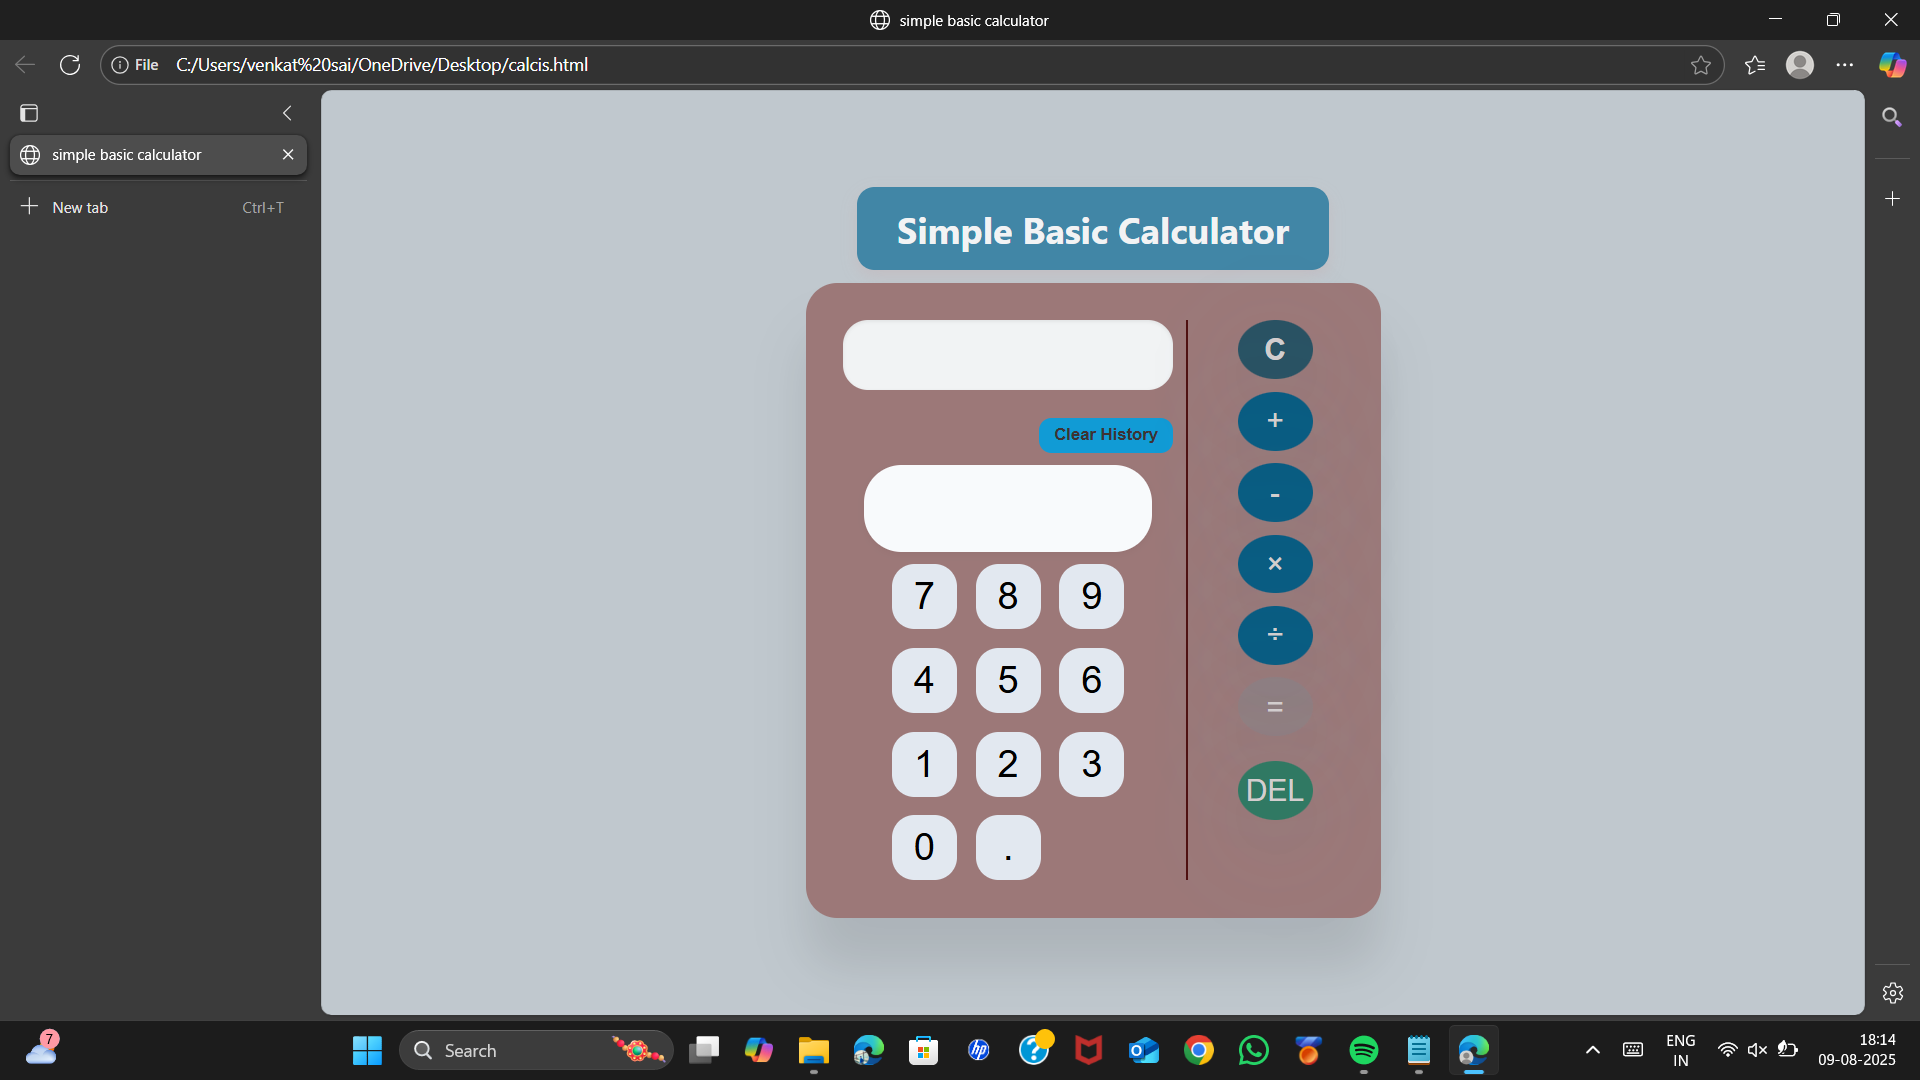 simple basic calculator
File C:/Users/venkat%20sai/OneDrive/Desktop/calcis.html
simple basic calculator
New tab Ctrl+T
Simple Basic Calculator
C
+
Clear History
-
×
7 8 9
÷
4 5 6
=
1 2 3
DEL
0 .
7
Search
hp
ENG
IN
18:14
09-08-2025